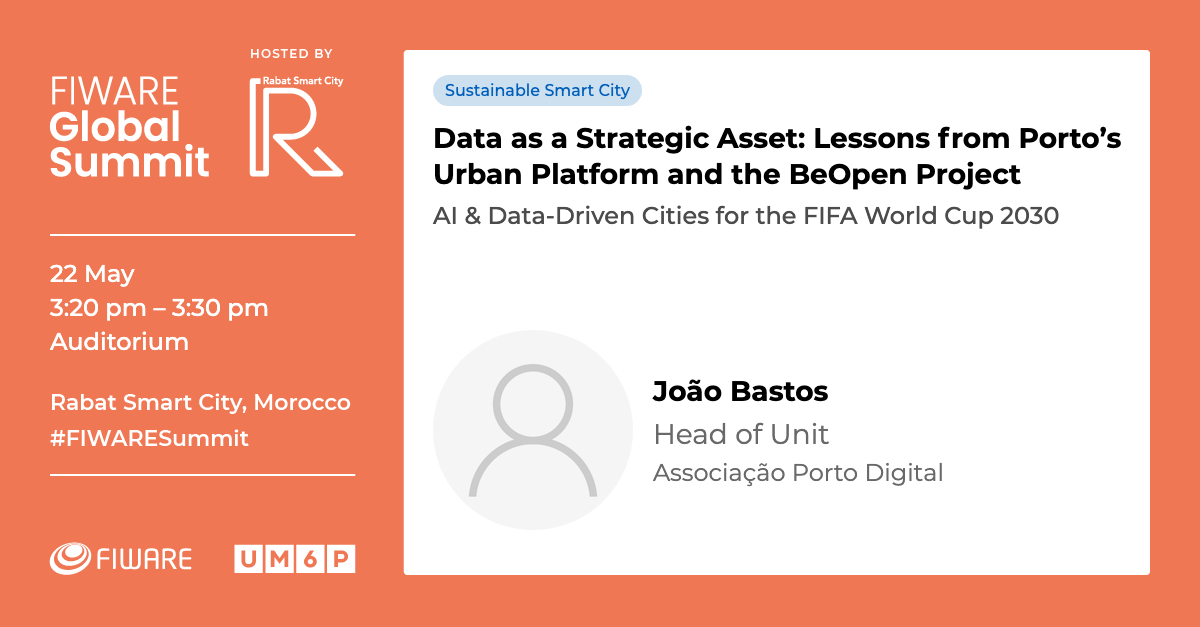 HOSTED BY
FIWARE
Global
Summit
Rabat Smart City
R
22 May
3:20 pm – 3:30 pm
Auditorium
Rabat Smart City, Morocco
#FIWARESummit
FIWARE
UM6P
Sustainable Smart City
Data as a Strategic Asset: Lessons from Porto’s
Urban Platform and the BeOpen Project
AI & Data-Driven Cities for the FIFA World Cup 2030
João Bastos
Head of Unit
Associação Porto Digital